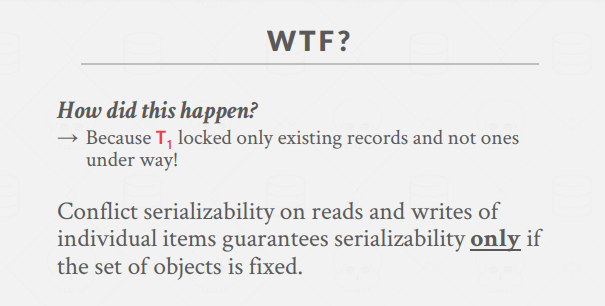 WTF?
How did this happen?
→ Because T1 locked only existing records and not ones
under way!
Conflict serializability on reads and writes of
individual items guarantees serializability only if
the set of objects is fixed.